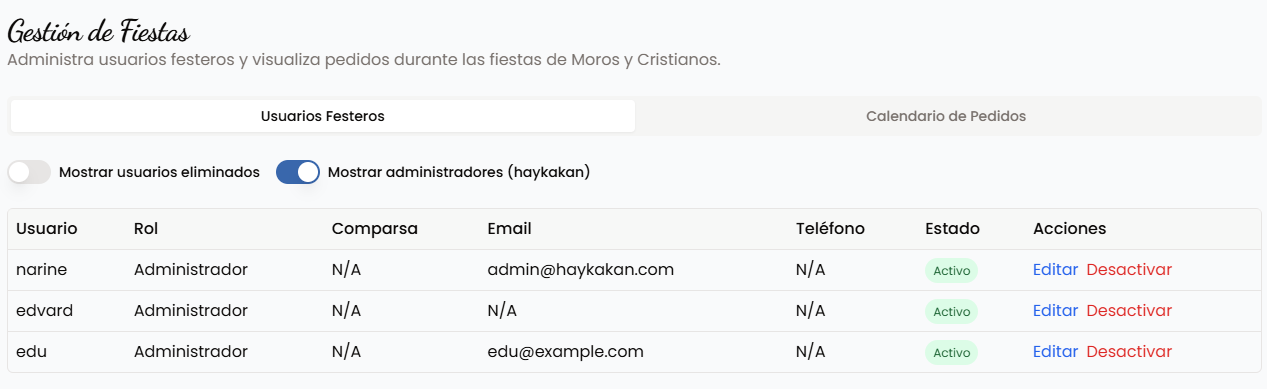 Gestión de Fiestas
Administra usuarios festeros y visualiza pedidos durante las fiestas de Moros y Cristianos.
Usuarios Festeros Calendario de Pedidos
Mostrar usuarios eliminados Mostrar administradores (haykakan)
Usuario Rol Comparsa Email Teléfono Estado Acciones
narine Administrador N/A admin@haykakan.com N/A Activo Editar Desactivar
edvard Administrador N/A N/A N/A Activo Editar Desactivar
edu Administrador N/A edu@example.com N/A Activo Editar Desactivar